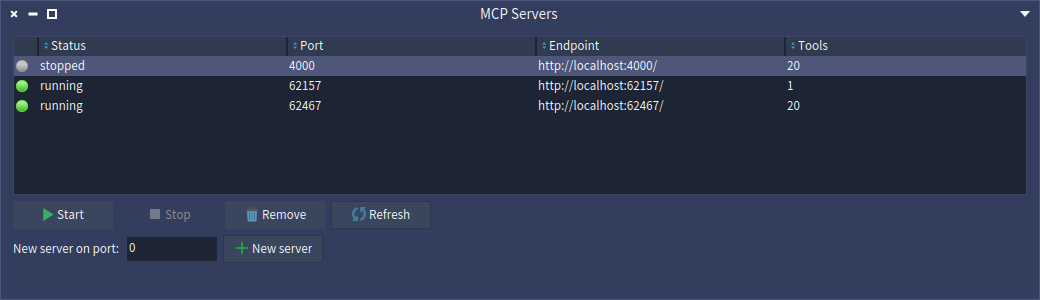 MCP Servers
Status Port Endpoint Tools
stopped 4000 http://localhost:4000/ 20
running 62157 http://localhost:62157/ 1
running 62467 http://localhost:62467/ 20
Start Stop Remove Refresh
New server on port: 0 New server